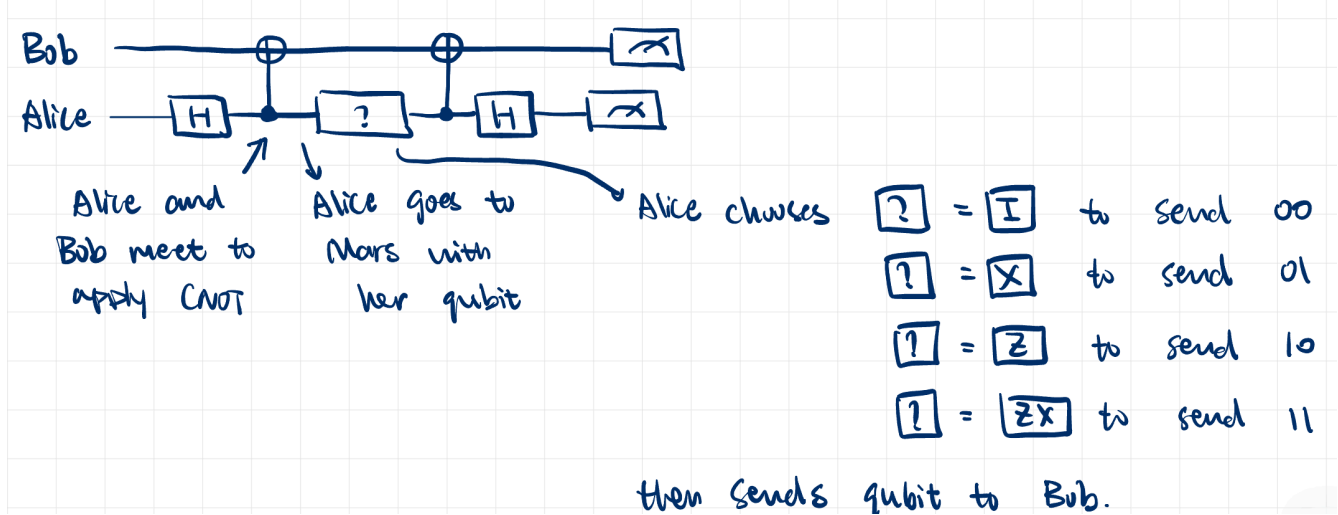 Bob
Alice H ? H
Alice and
Bob meet to
apply CNOT
Alice goes to
Mars with
her qubit
Alice chooses ? = I to send 00
? = X to send 01
? = Z to send 10
? = ZX to send 11
then sends qubit to Bob.